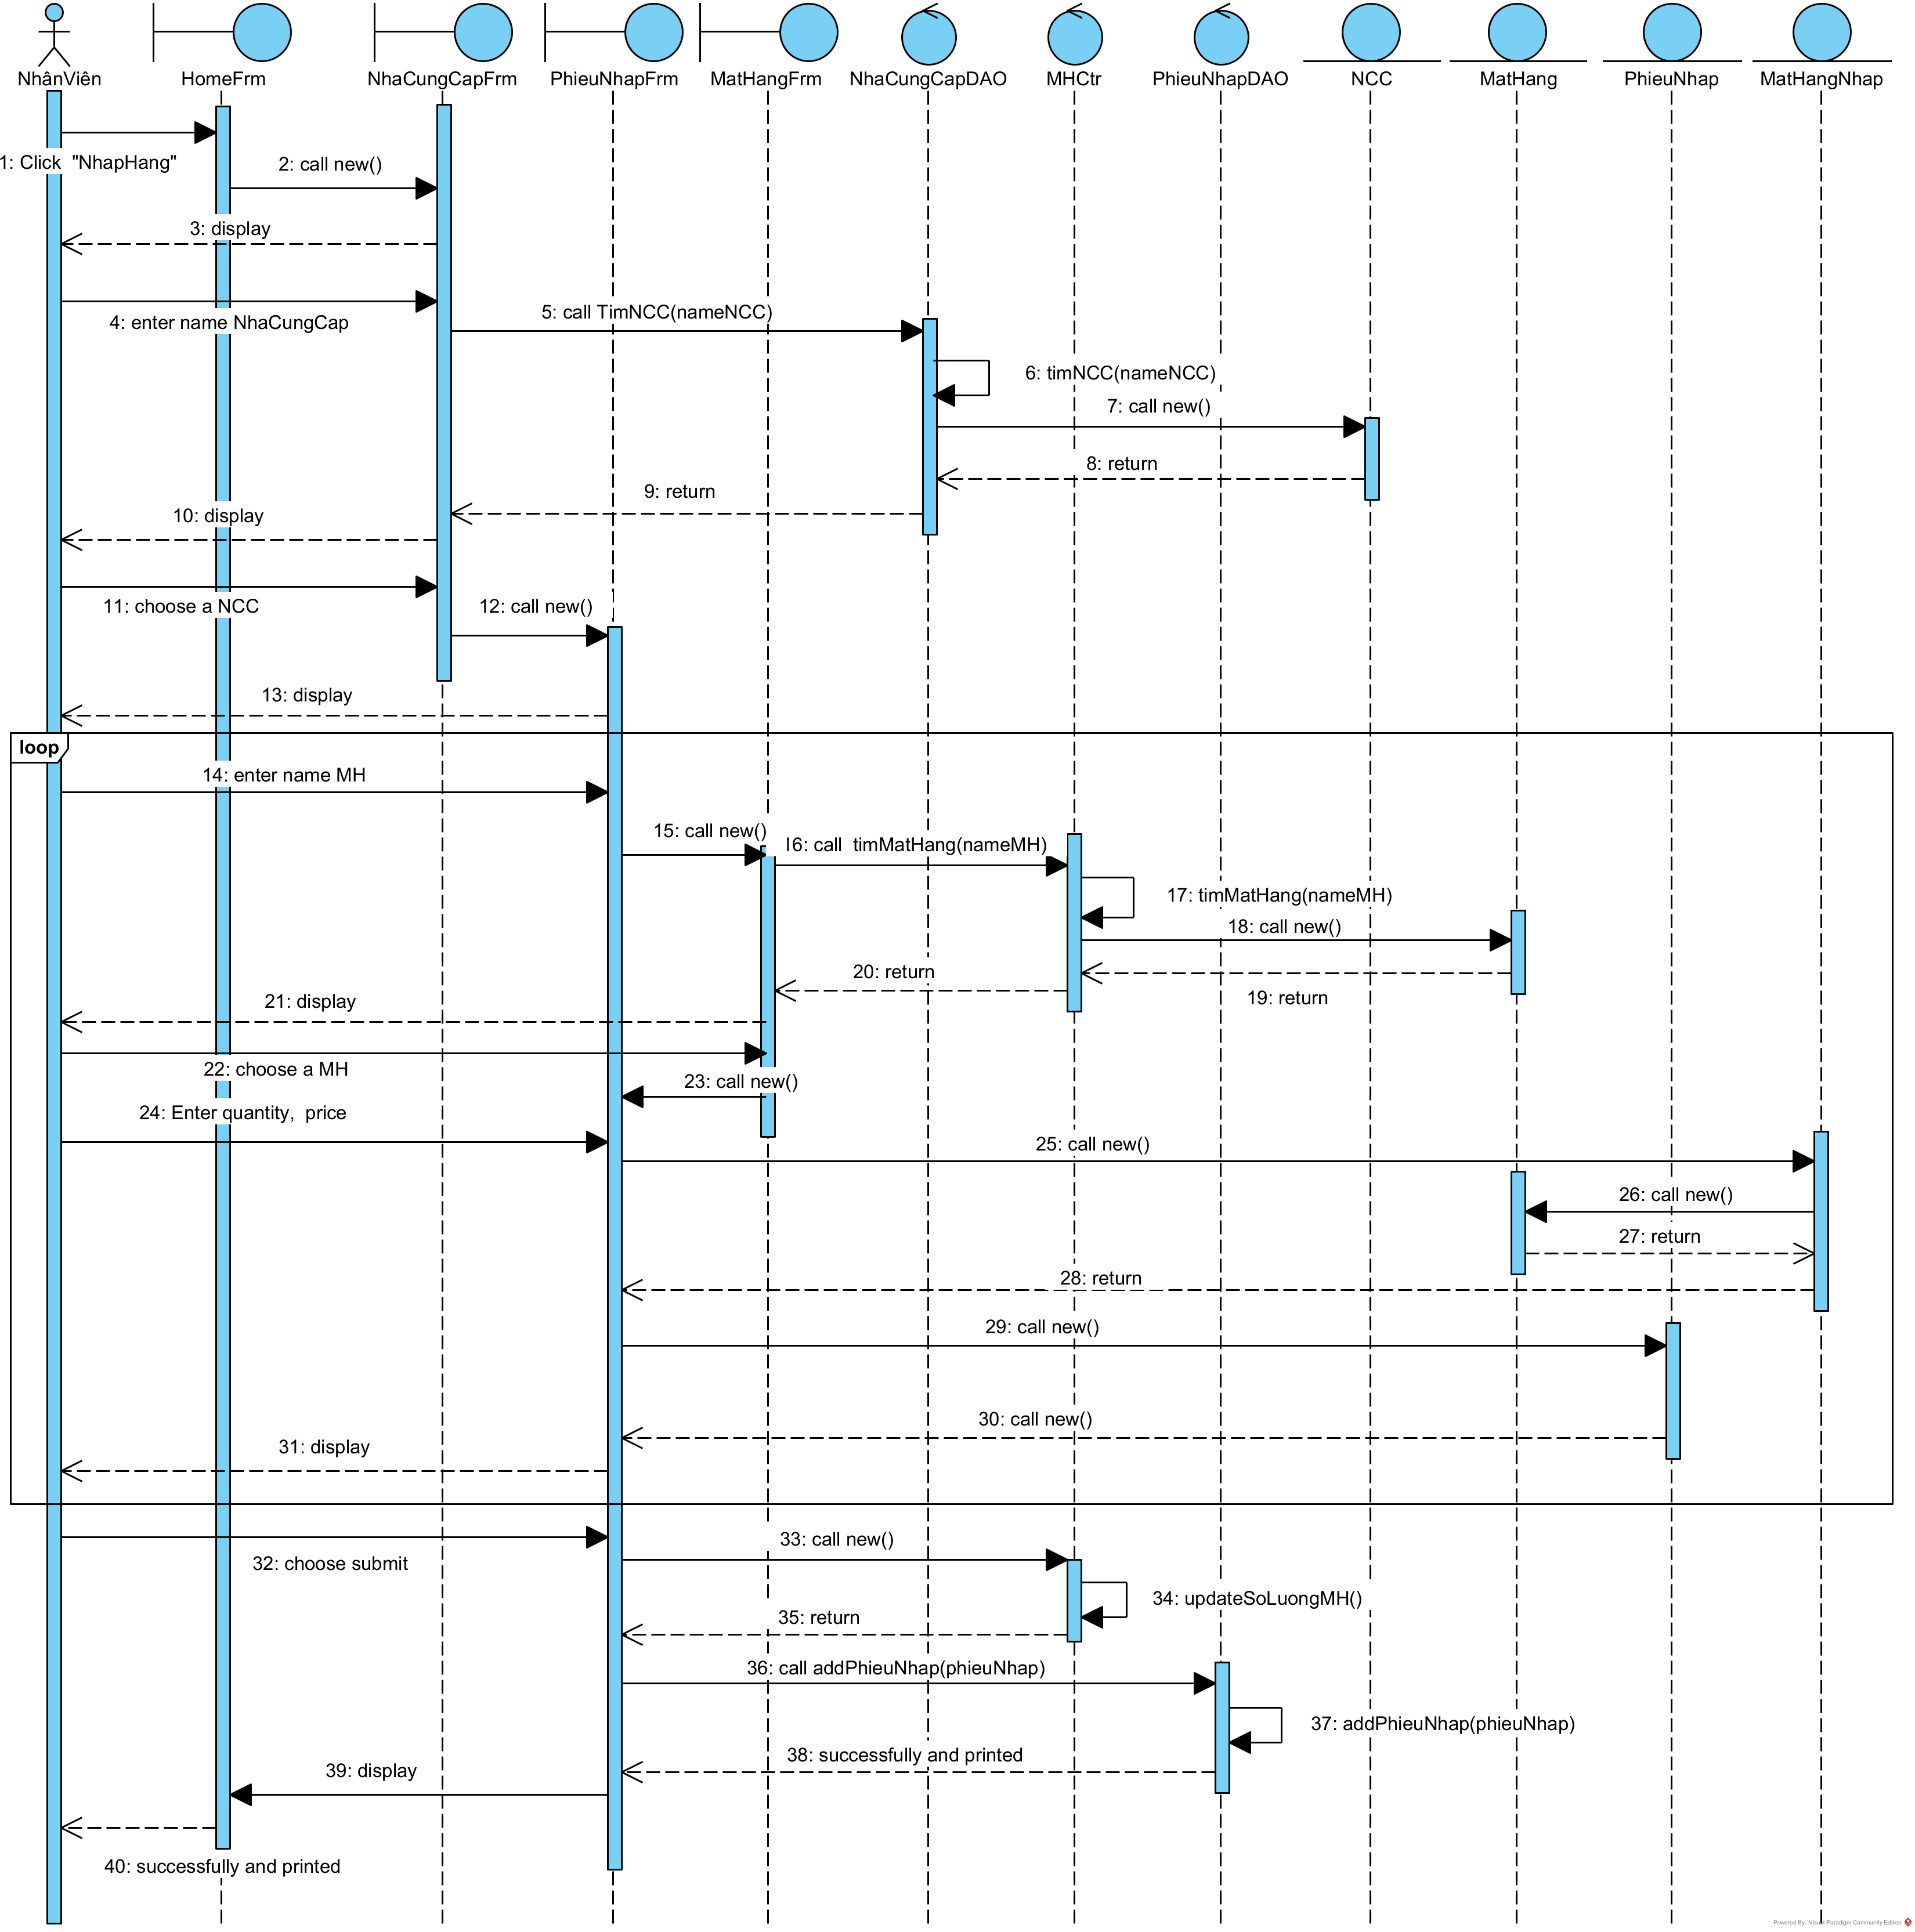 NhânViên
HomeFrm
NhaCungCapFrm
PhieuNhapFrm
MatHangFrm
NhaCungCapDAO
MHCtr
PhieuNhapDAO
NCC
MatHang
PhieuNhap
MatHangNhap
1: Click "NhapHang"
2: call new()
3: display
4: enter name NhaCungCap
5: call TimNCC(nameNCC)
6: timNCC(nameNCC)
7: call new()
8: return
9: return
10: display
11: choose a NCC
12: call new()
13: display
loop
14: enter name MH
15: call new()
16: call timMatHang(nameMH)
17: timMatHang(nameMH)
18: call new()
19: return
20: return
21: display
22: choose a MH
23: call new()
24: Enter quantity, price
25: call new()
26: call new()
27: return
28: return
29: call new()
30: call new()
31: display
32: choose submit
33: call new()
34: updateSoLuongMH()
35: return
36: call addPhieuNhap(phieuNhap)
37: addPhieuNhap(phieuNhap)
38: successfully and printed
39: display
40: successfully and printed
Powered By: Visual Paradigm Community Edition